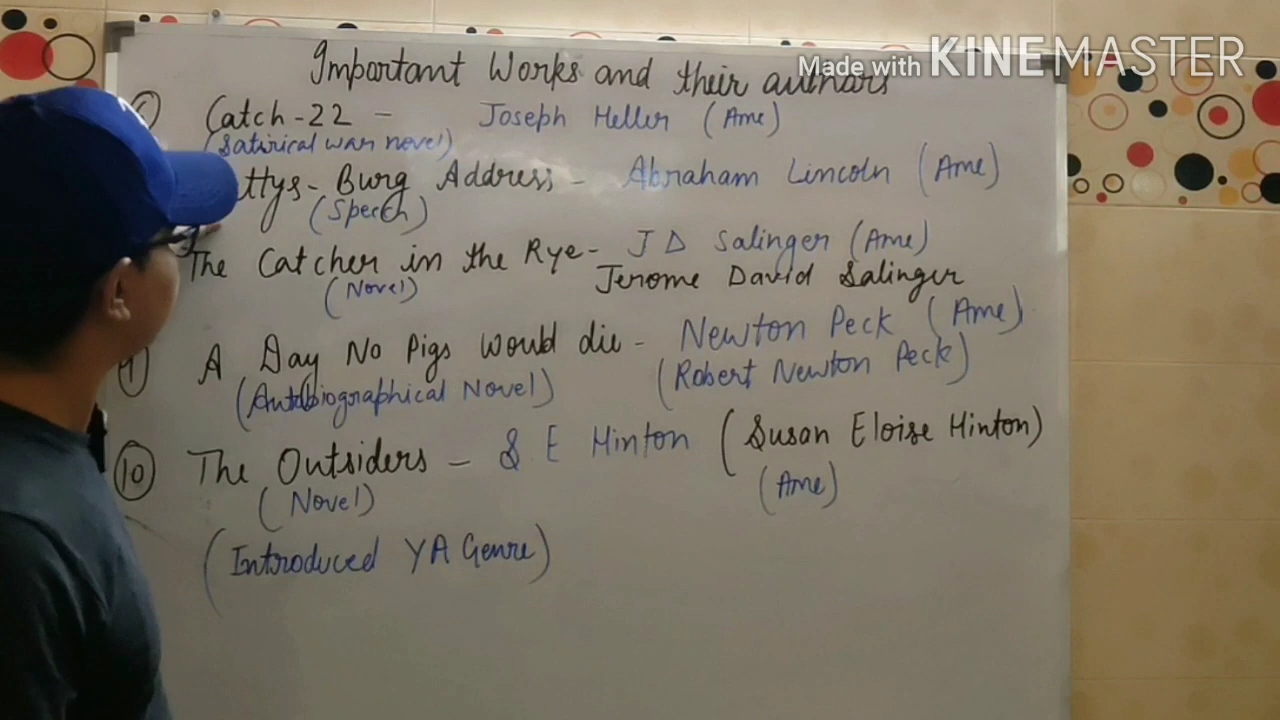 Important Works and their authors
Made with KINEMASTER
Catch-22 - Joseph Heller (Ame)
(Satirical war novel)
ttys-Burg Address - Abraham Lincoln (Ame)
(Speech)
The Catcher in the Rye - J D Salinger (Ame)
(Novel) Jerome David Salinger
A Day No Pigs Would die - Newton Peck (Ame)
(Autobiographical Novel) (Robert Newton Peck)
10 The Outsiders - S E Hinton (Susan Eloise Hinton)
(Novel) (Ame)
(Introduced YA Genre)